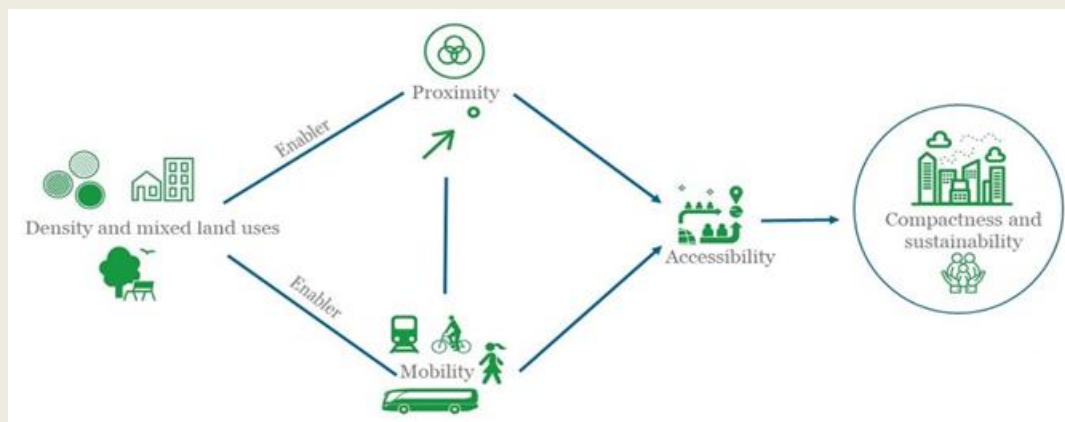 Proximity
Enabler
Density and mixed land uses
Enabler
Mobility
Accessibility
Compactness and
sustainability